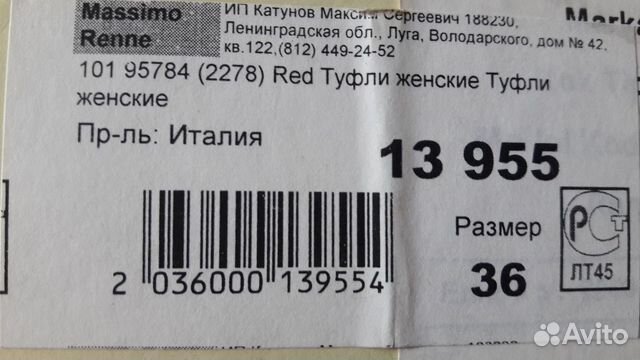 Massimo
Renne
ИП Катунов Максим Сергеевич 188230,
Ленинградская обл., Луга, Володарского, дом № 42,
кв.122,(812) 449-24-52
101 95784 (2278) Red Туфли женские Туфли
женские
Пр-ль: Италия
13 955
Размер
36
РСТ
ЛТ45
2 036000 139554
Avito